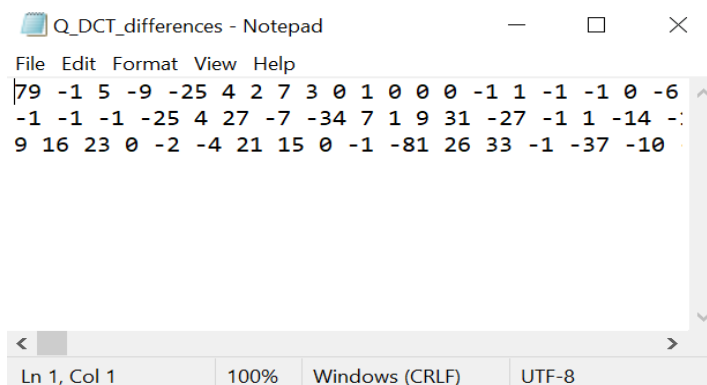 Q_DCT_differences - Notepad
File Edit Format View Help
79 -1 5 -9 -25 4 2 7 3 0 1 0 0 0 -1 1 -1 -1 0 -6
-1 -1 -1 -25 4 27 -7 -34 7 1 9 31 -27 -1 1 -14
9 16 23 0 -2 -4 21 15 0 -1 -81 26 33 -1 -37 -10
Ln 1, Col 1 100% Windows (CRLF) UTF-8